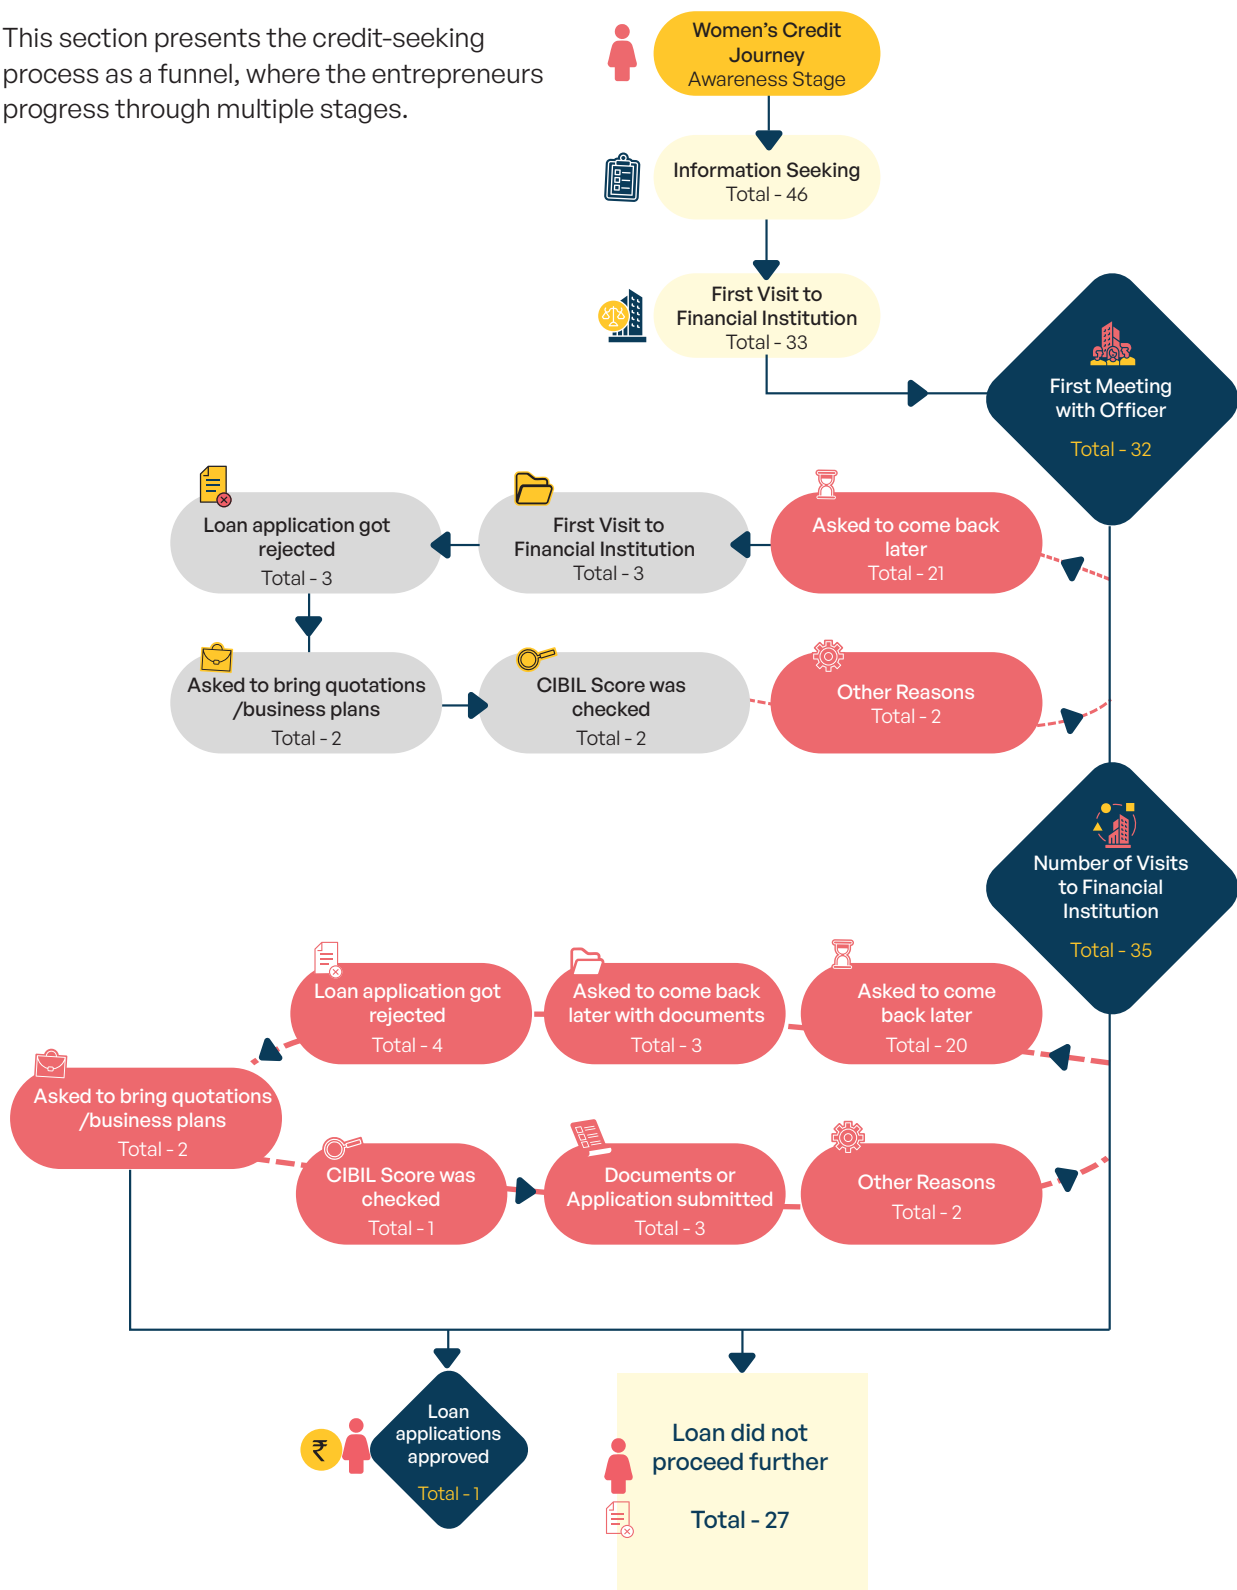 This section presents the credit-seeking
process as a funnel, where the entrepreneurs
progress through multiple stages.
Women’s Credit
Journey
Awareness Stage
Information Seeking
Total - 46
First Visit to
Financial Institution
Total - 33
First Meeting
with Officer
Total - 32
Asked to come back
later
Total - 21
First Visit to
Financial Institution
Total - 3
Loan application got
rejected
Total - 3
Asked to bring quotations
/business plans
Total - 2
CIBIL Score was
checked
Total - 2
Other Reasons
Total - 2
Number of Visits
to Financial
Institution
Total - 35
Asked to come
back later
Total - 20
Asked to come back
later with documents
Total - 3
Loan application got
rejected
Total - 4
Asked to bring quotations
/business plans
Total - 2
CIBIL Score was
checked
Total - 1
Documents or
Application submitted
Total - 3
Other Reasons
Total - 2
₹
Loan
applications
approved
Total - 1
Loan did not
proceed further
Total - 27